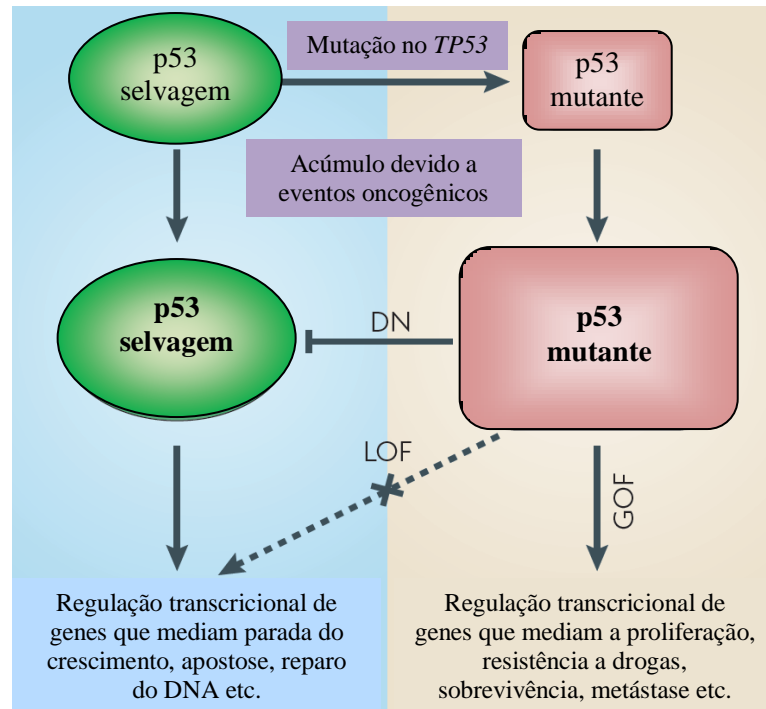 p53
selvagem
Mutação no TP53
p53
mutante
Acúmulo devido a
eventos oncogênicos
p53
selvagem
DN
p53
mutante
LOF
GOF
Regulação transcricional de
genes que mediam parada do
crescimento, apostose, reparo
do DNA etc.
Regulação transcricional de
genes que mediam a proliferação,
resistência a drogas,
sobrevivência, metástase etc.